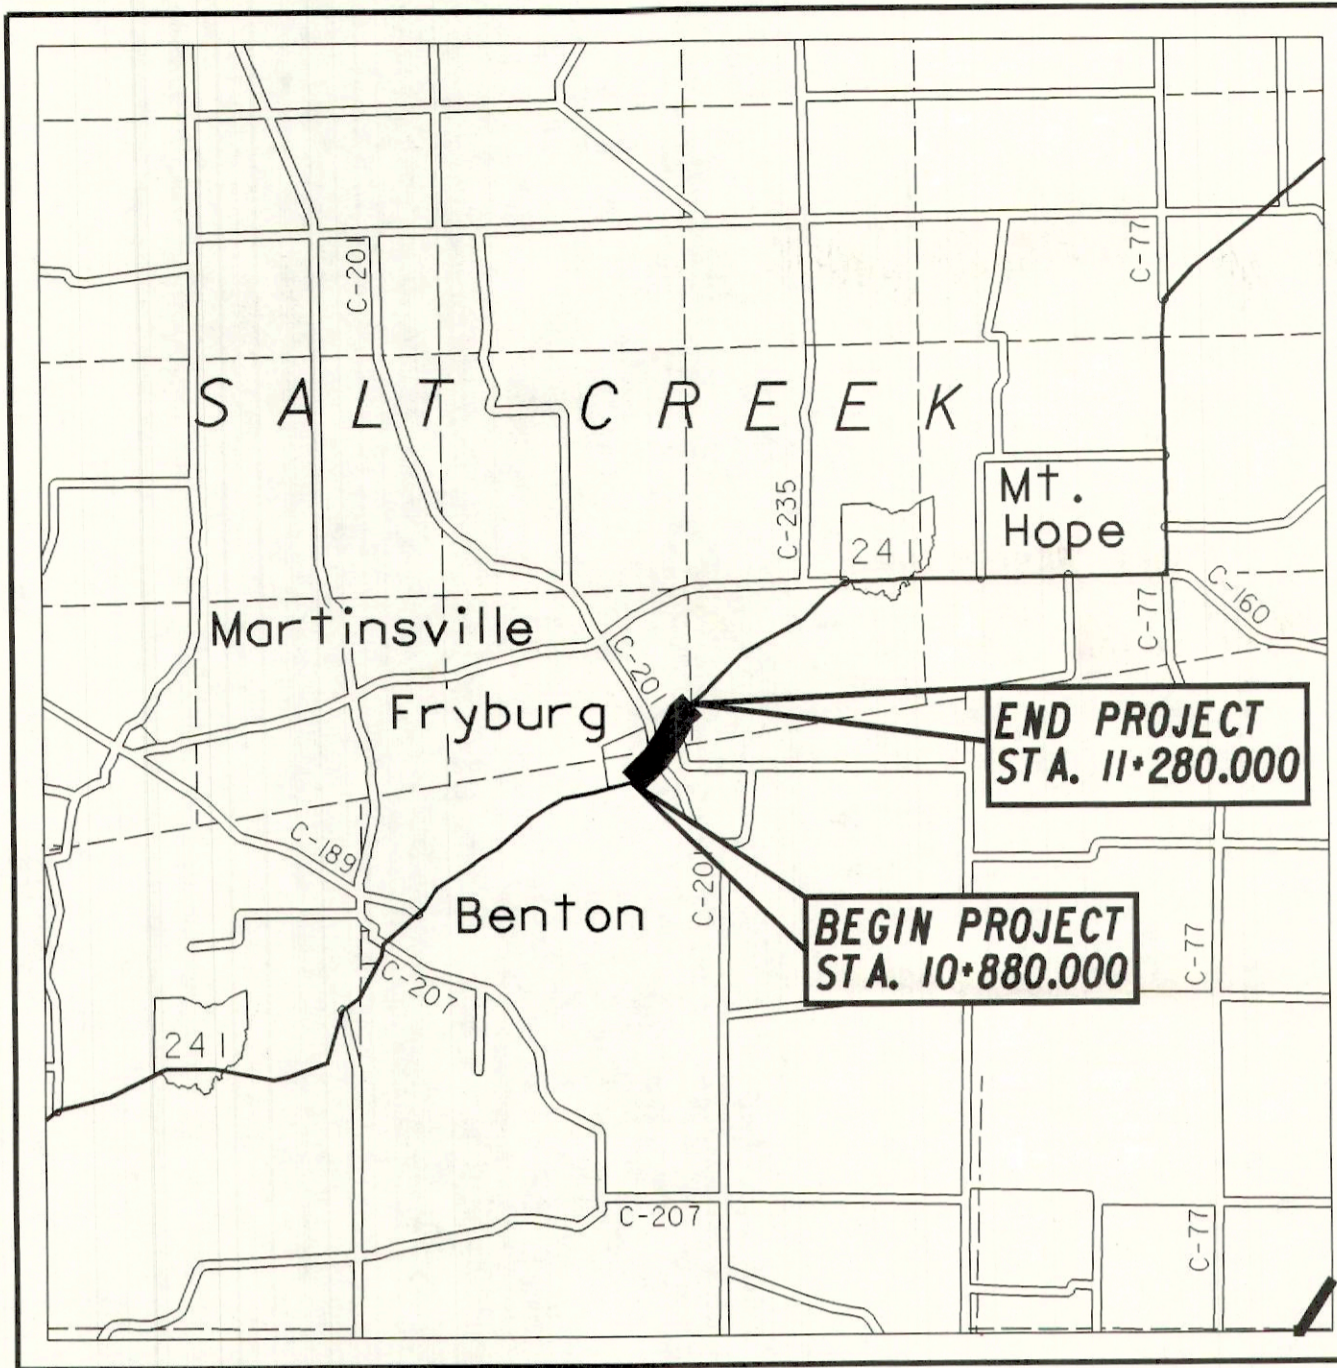 C-201
C-77
SALT CREEK
C-235
Mt.
Hope
241
C-160
C-77
Martinsville
C-201
Fryburg
END PROJECT
STA. 11+280.000
C-189
C-201
Benton
BEGIN PROJECT
STA. 10+880.000
C-77
C-207
241
C-207
C-77